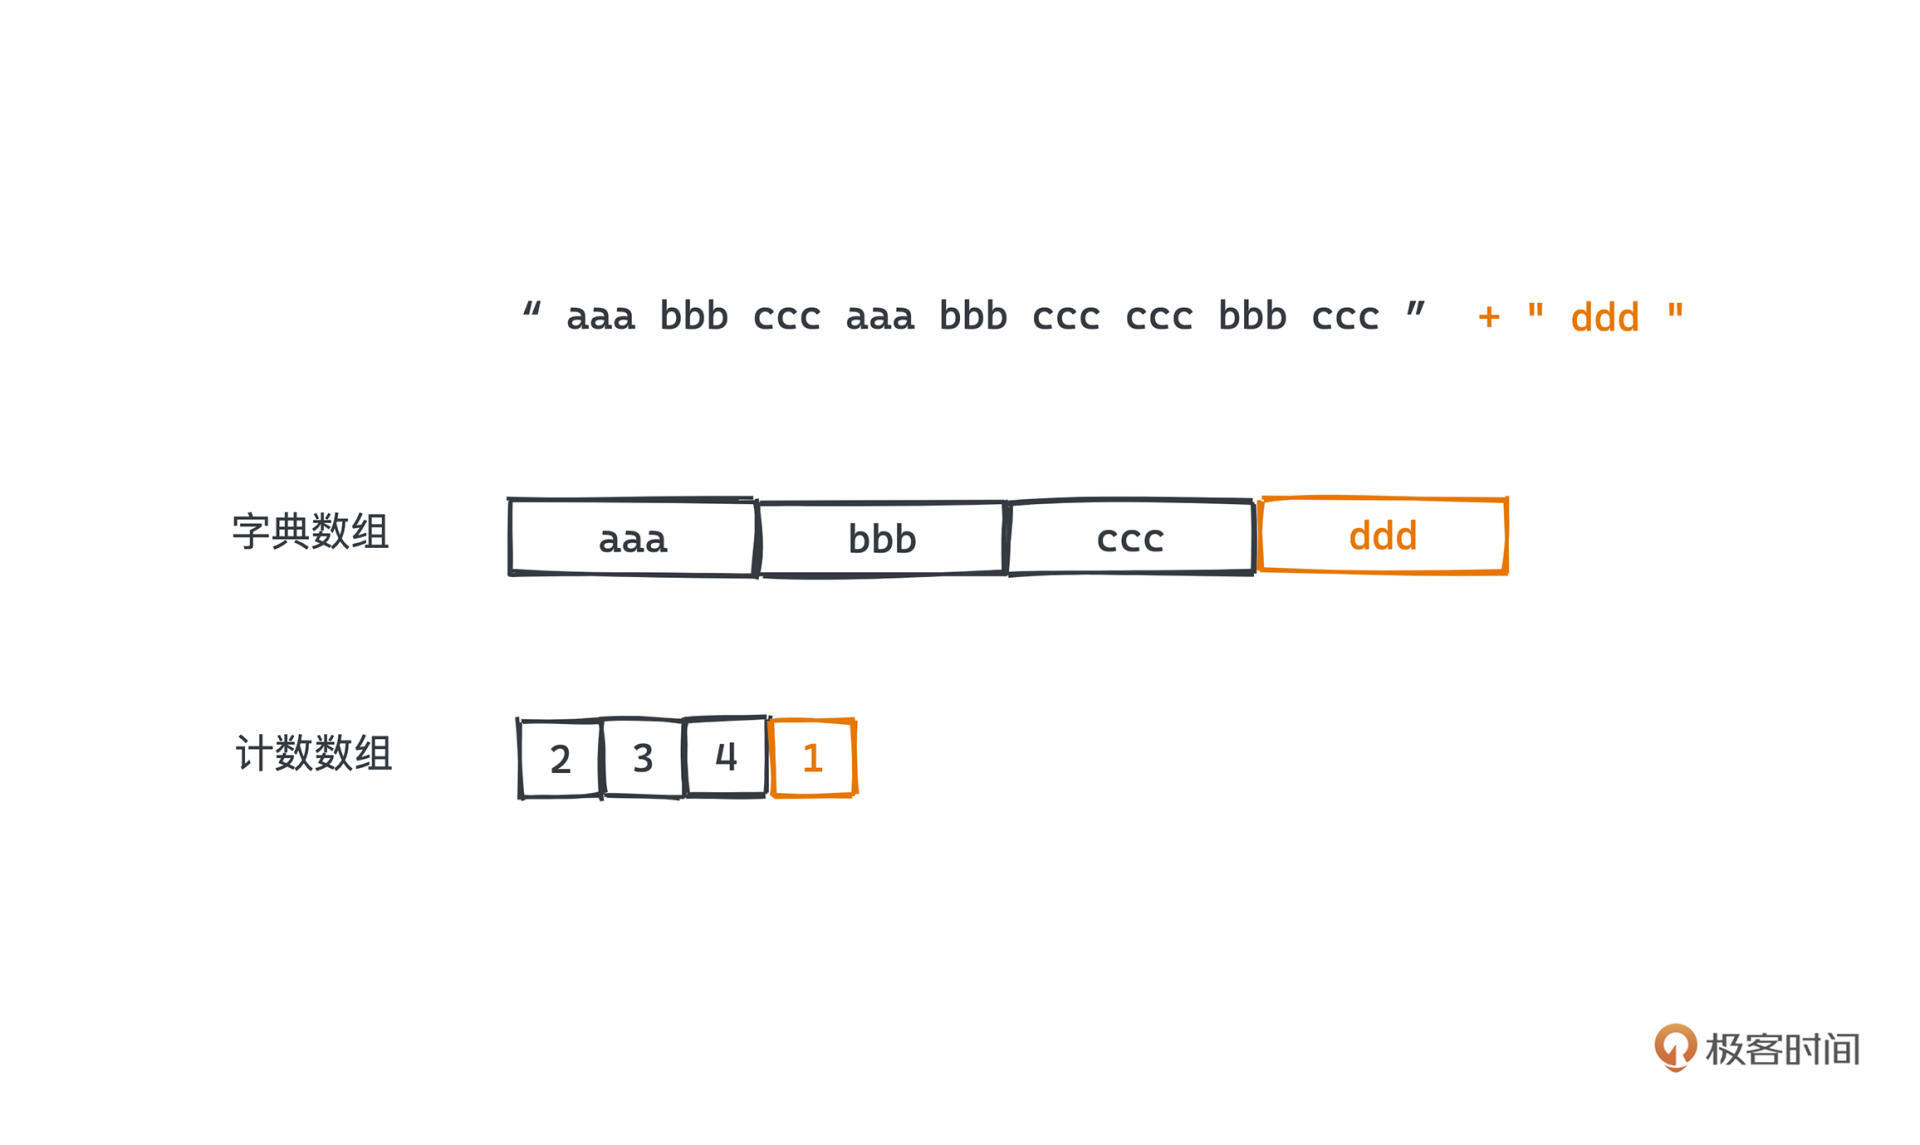 “ aaa bbb ccc aaa bbb ccc ccc bbb ccc ” + " ddd "
字典数组 aaa bbb ccc ddd
计数数组 2 3 4 1
极客时间